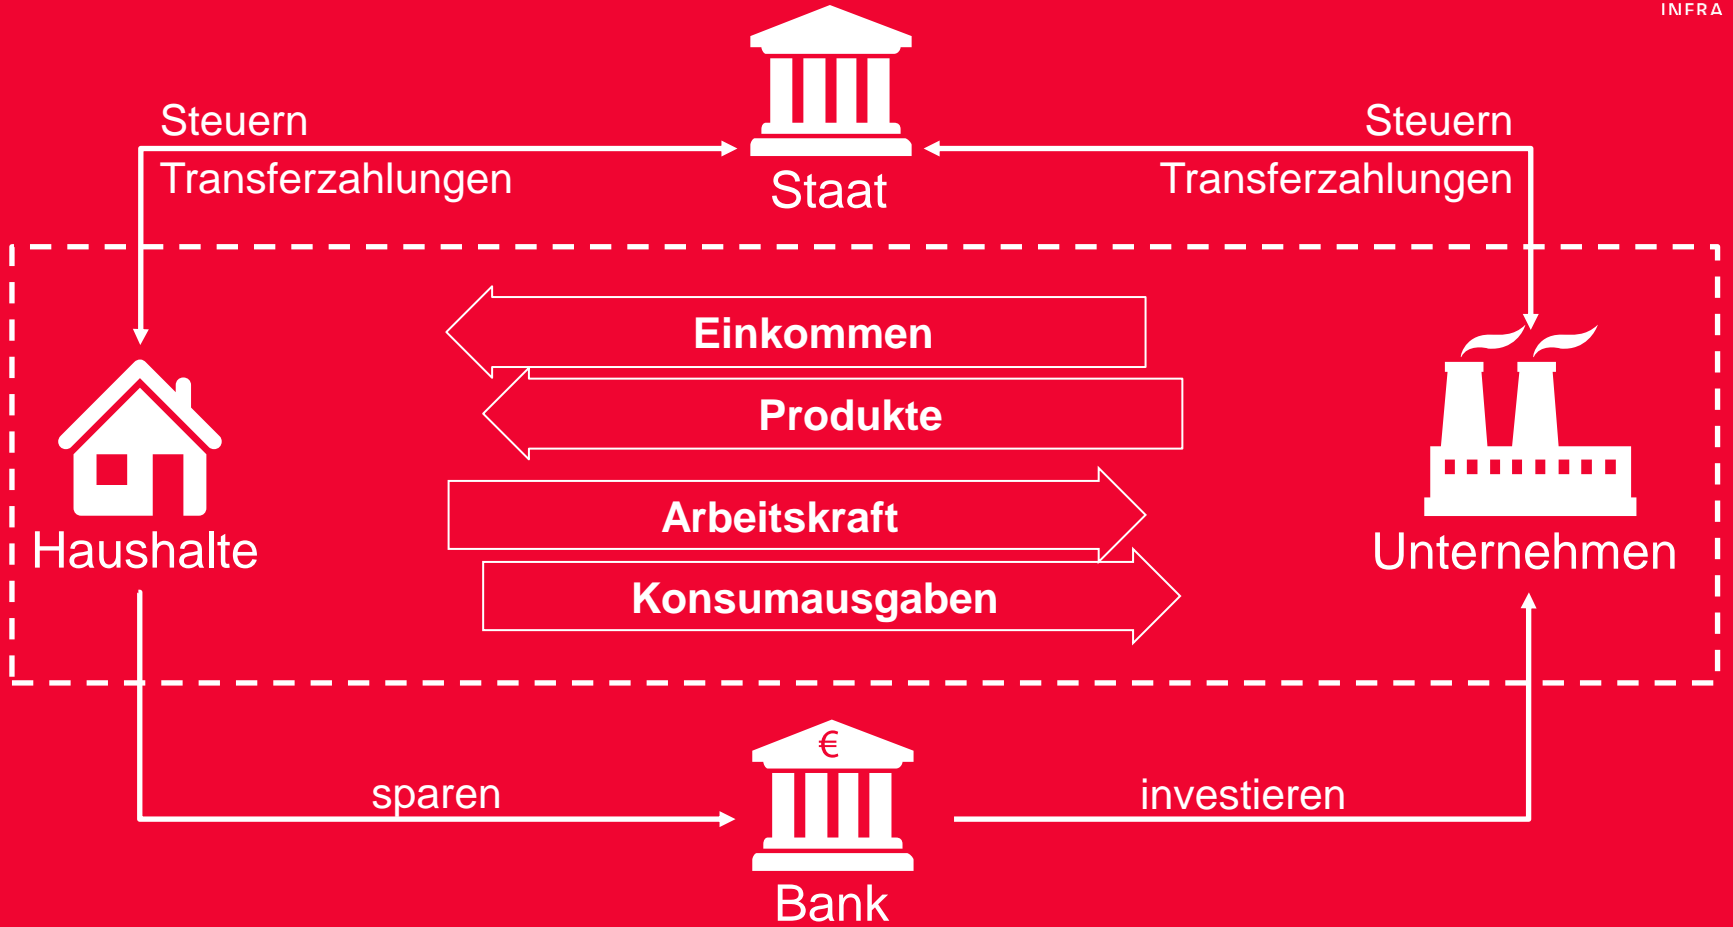 INFRA
Steuern
Transferzahlungen
Steuern
Transferzahlungen
Staat
Einkommen
Produkte
Arbeitskraft
Konsumausgaben
Haushalte
Unternehmen
€
sparen
investieren
Bank